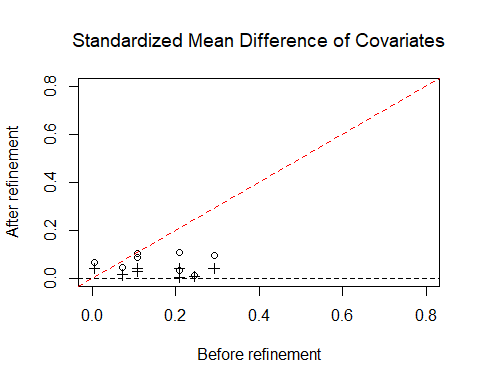 Standardized Mean Difference of Covariates
After refinement
0.8
0.6
0.4
0.2
0.0
0.0 0.2 0.4 0.6 0.8
Before refinement